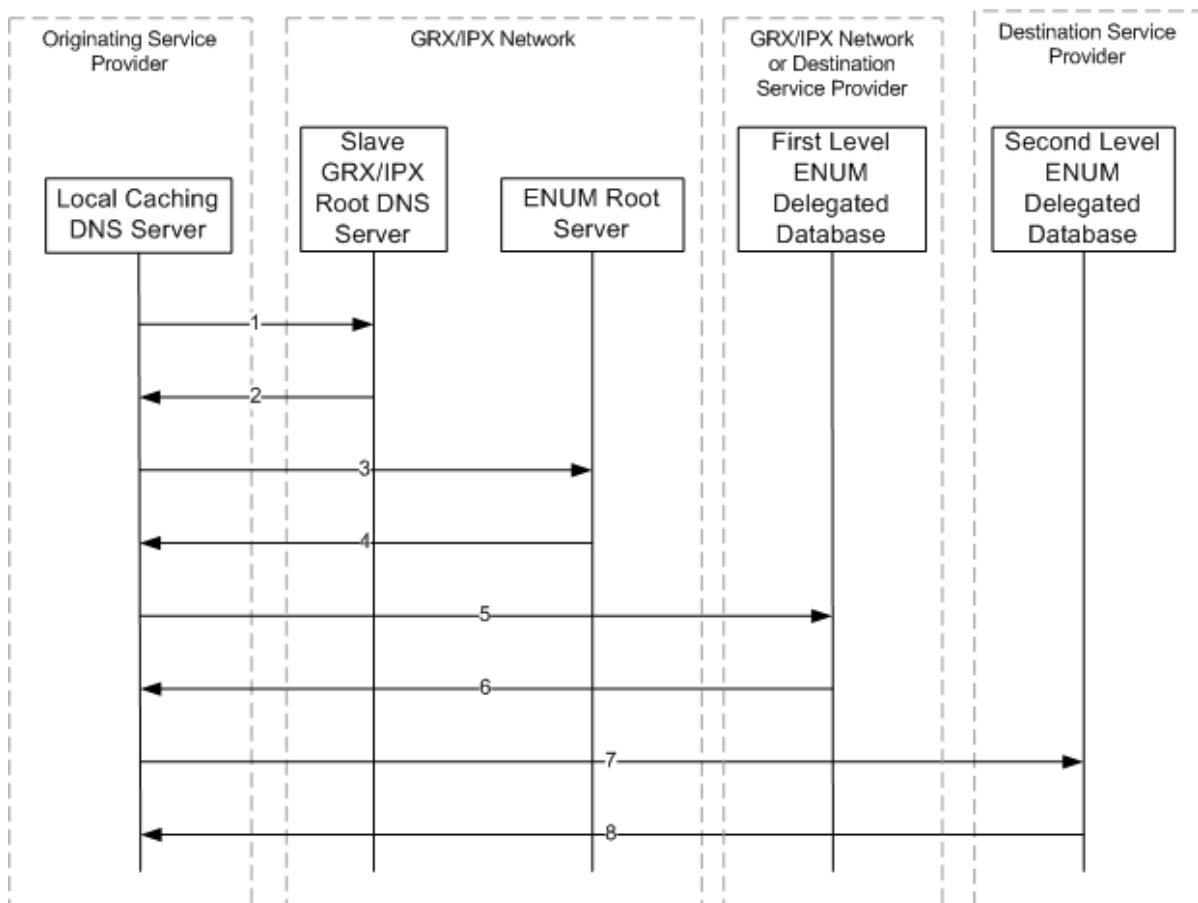 Originating Service
Provider
GRX/IPX Network
GRX/IPX Network
or Destination
Service Provider
Destination Service
Provider
Local Caching
DNS Server
Slave
GRX/IPX
Root DNS
Server
ENUM Root
Server
First Level
ENUM
Delegated
Database
Second Level
ENUM
Delegated
Database
1
2
3
4
5
6
7
8